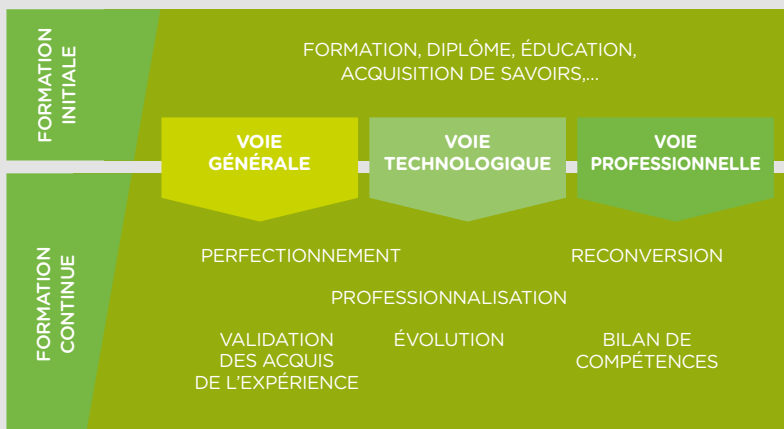 FORMATION
INITIALE
FORMATION, DIPLÔME, ÉDUCATION,
ACQUISITION DE SAVOIRS,...
VOIE
GÉNÉRALE
VOIE
TECHNOLOGIQUE
VOIE
PROFESSIONNELLE
FORMATION
CONTINUE
PERFECTIONNEMENT
RECONVERSION
PROFESSIONNALISATION
VALIDATION
DES ACQUIS
DE L’EXPÉRIENCE
ÉVOLUTION
BILAN DE
COMPÉTENCES